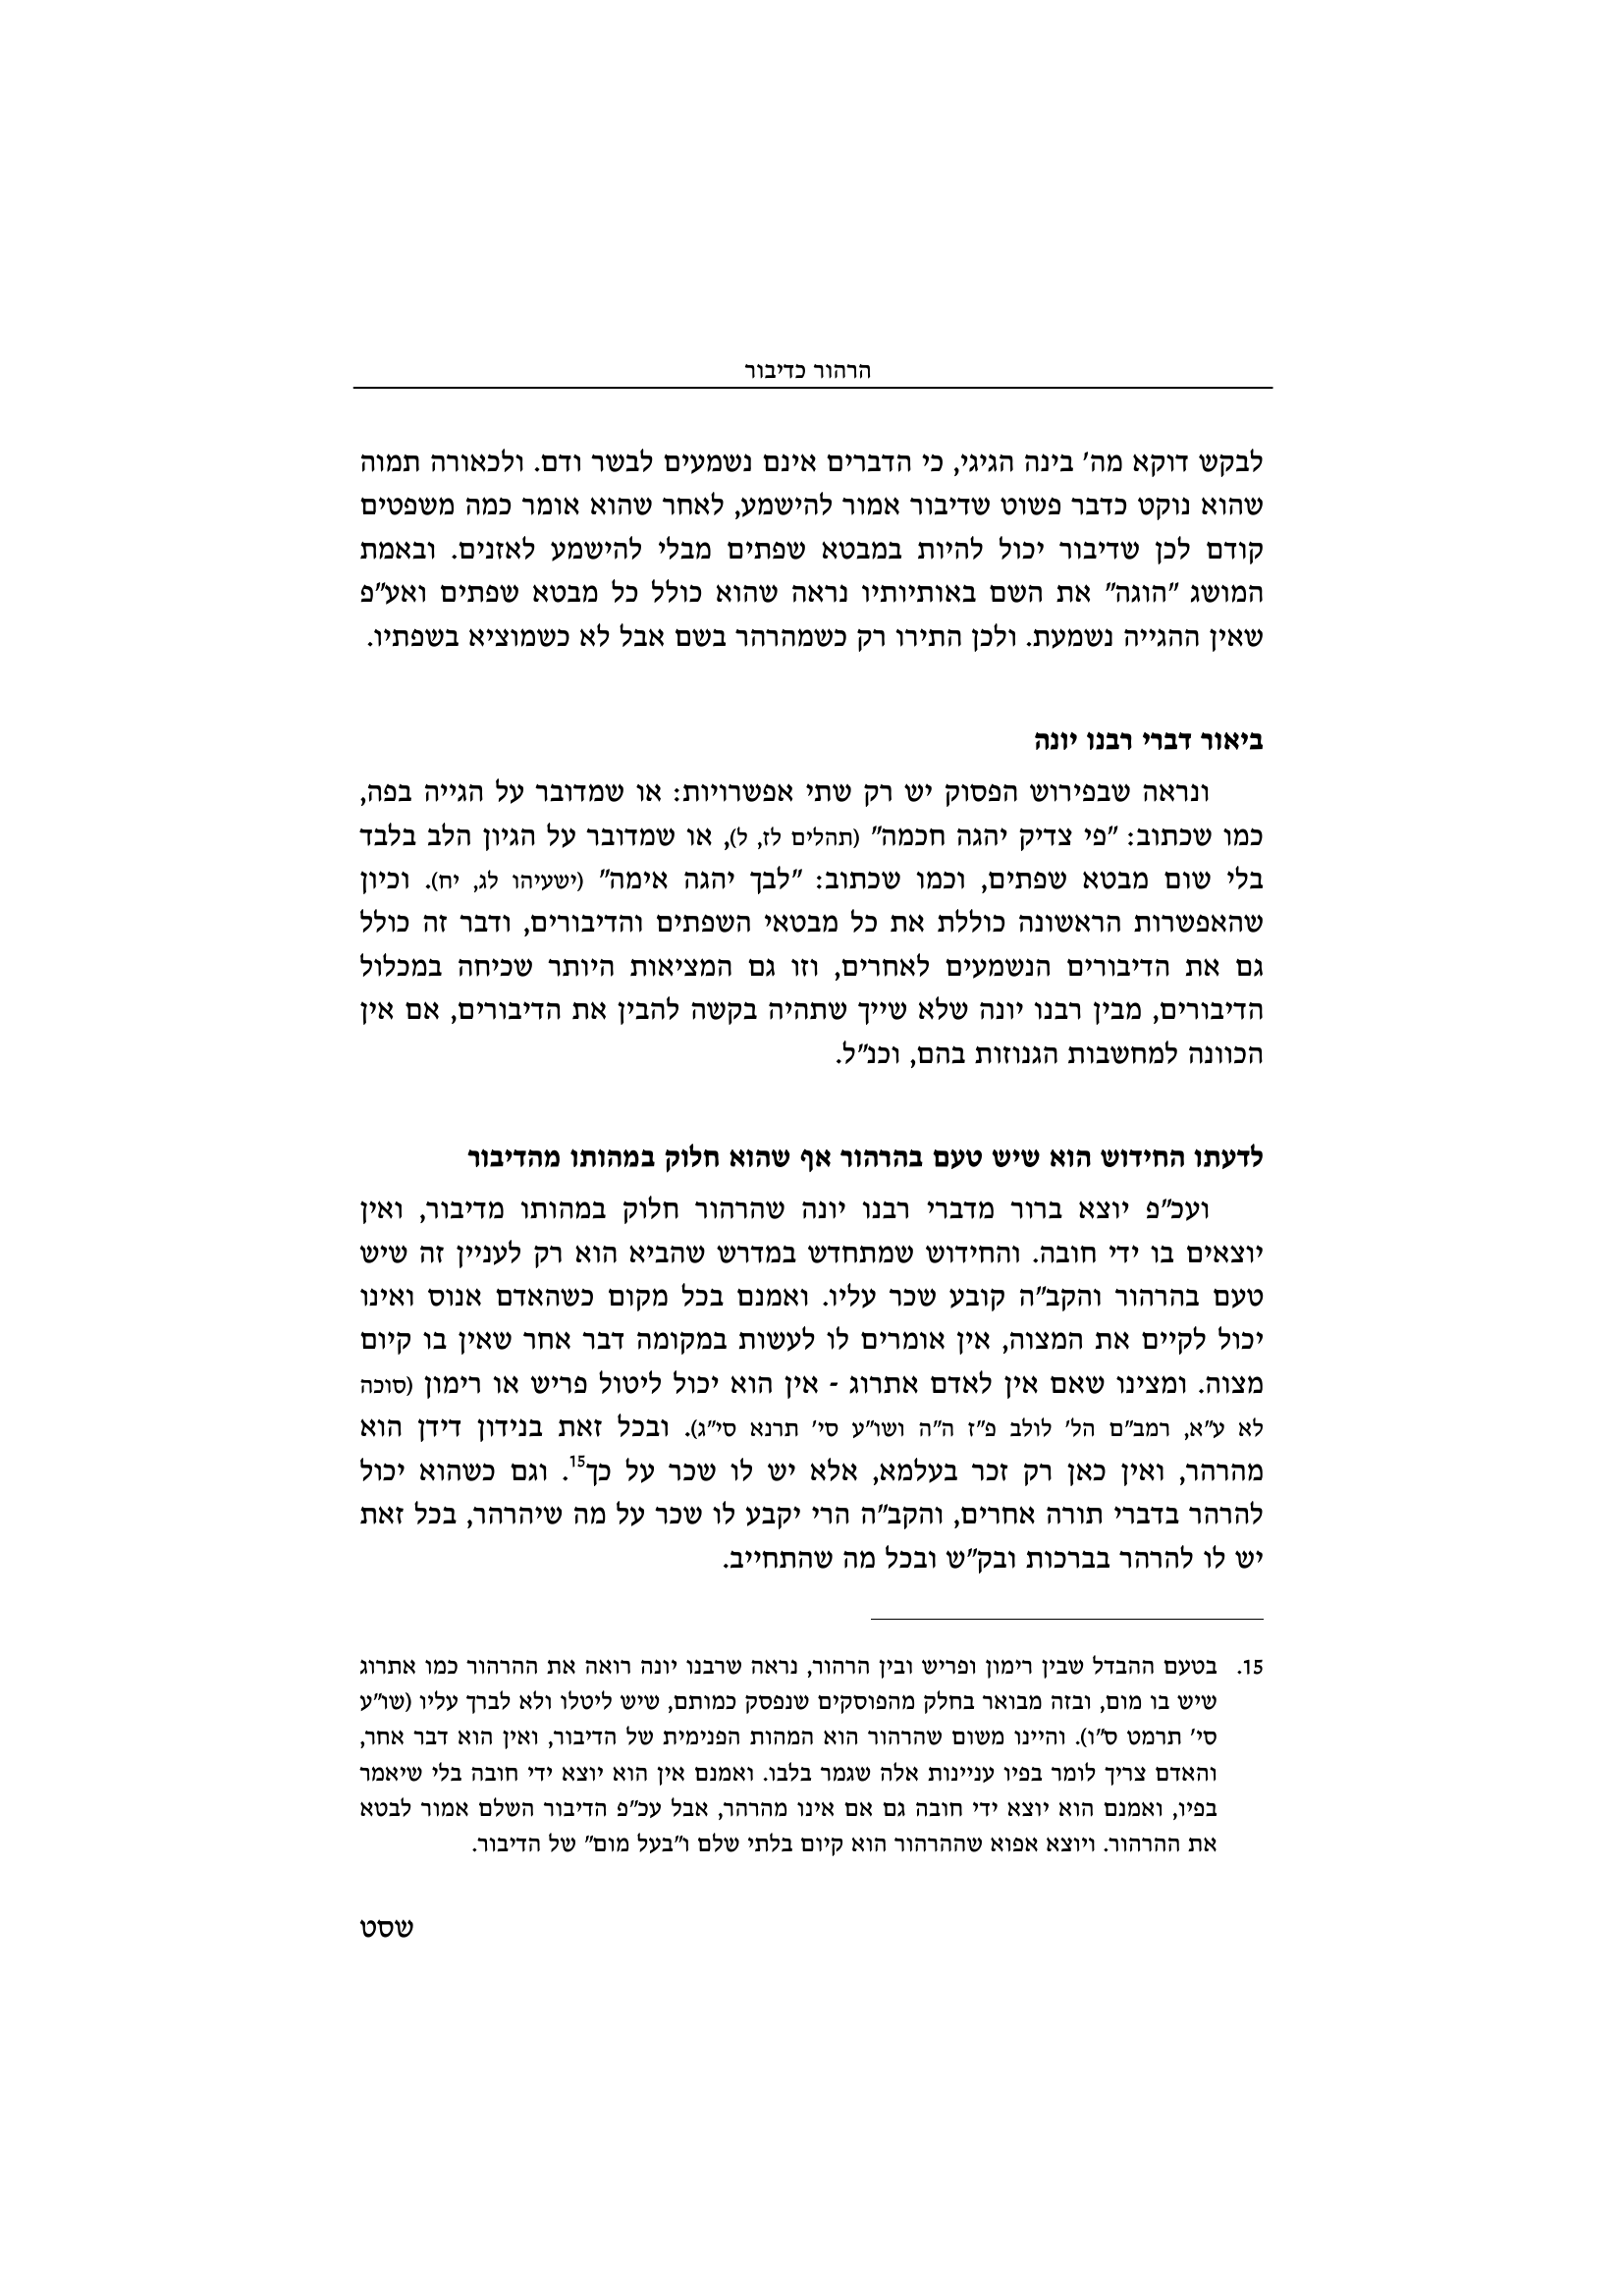 הרהור כדיבור
לבקש דוקא מה' בינה הגיגי, כי הדברים אינם נשמעים לבשר ודם. ולכאורה תמוה
שהוא נוקט כדבר פשוט שדיבור אמור להישמע, לאחר שהוא אומר כמה משפטים
קודם לכן שדיבור יכול להיות במבטא שפתים מבלי להישמע לאזנים. ובאמת
המושג "הוגה" את השם באותיותיו נראה שהוא כולל כל מבטא שפתים ואע"פ
שאין ההגייה נשמעת. ולכן התירו רק כשמהרהר בשם אבל לא כשמוציא בשפתיו.
ביאור דברי רבנו יונה
ונראה שבפירוש הפסוק יש רק שתי אפשרויות: או שמדובר על הגייה בפה,
כמו שכתוב: "פי צדיק יהגה חכמה" (תהלים לז, ל), או שמדובר על הגיון הלב בלבד
בלי שום מבטא שפתים, וכמו שכתוב: "לבך יהגה אימה" (ישעיהו לג, יח). וכיון
שהאפשרות הראשונה כוללת את כל מבטאי השפתים והדיבורים, ודבר זה כולל
גם את הדיבורים הנשמעים לאחרים, וזו גם המציאות היותר שכיחה במכלול
הדיבורים, מבין רבנו יונה שלא שייך שתהיה בקשה להבין את הדיבורים, אם אין
הכוונה למחשבות הגנוזות בהם, וכנ"ל.
לדעתו החידוש הוא שיש טעם בהרהור אף שהוא חלוק במהותו מהדיבור
ועכ"פ יוצא ברור מדברי רבנו יונה שהרהור חלוק במהותו מדיבור, ואין
יוצאים בו ידי חובה. והחידוש שמתחדש במדרש שהביא הוא רק לעניין זה שיש
טעם בהרהור והקב"ה קובע שכר עליו. ואמנם בכל מקום כשהאדם אנוס ואינו
יכול לקיים את המצוה, אין אומרים לו לעשות במקומה דבר אחר שאין בו קיום
מצוה. ומצינו שאם אין לאדם אתרוג - אין הוא יכול ליטול פריש או רימון (סוכה
לא ע"א, רמב"ם הל' לולב פ"ז ה"ה ושו"ע סי' תרנא סי"ג). ובכל זאת בנידון דידן הוא
מהרהר, ואין כאן רק זכר בעלמא, אלא יש לו שכר על כך15. וגם כשהוא יכול
להרהר בדברי תורה אחרים, והקב"ה הרי יקבע לו שכר על מה שיהרהר, בכל זאת
יש לו להרהר בברכות ובק"ש ובכל מה שהתחייב.
15. בטעם ההבדל שבין רימון ופריש ובין הרהור, נראה שרבנו יונה רואה את ההרהור כמו אתרוג
שיש בו מום, ובזה מבואר בחלק מהפוסקים שנפסק כמותם, שיש ליטלו ולא לברך עליו (שו"ע
סי' תרמט ס"ו). והיינו משום שהרהור הוא המהות הפנימית של הדיבור, ואין הוא דבר אחר,
והאדם צריך לומר בפיו עניינות אלה שגמר בלבו. ואמנם אין הוא יוצא ידי חובה בלי שיאמר
בפיו, ואמנם הוא יוצא ידי חובה גם אם אינו מהרהר, אבל עכ"פ הדיבור השלם אמור לבטא
את ההרהור. ויוצא אפוא שההרהור הוא קיום בלתי שלם ו"בעל מום" של הדיבור.
שסט